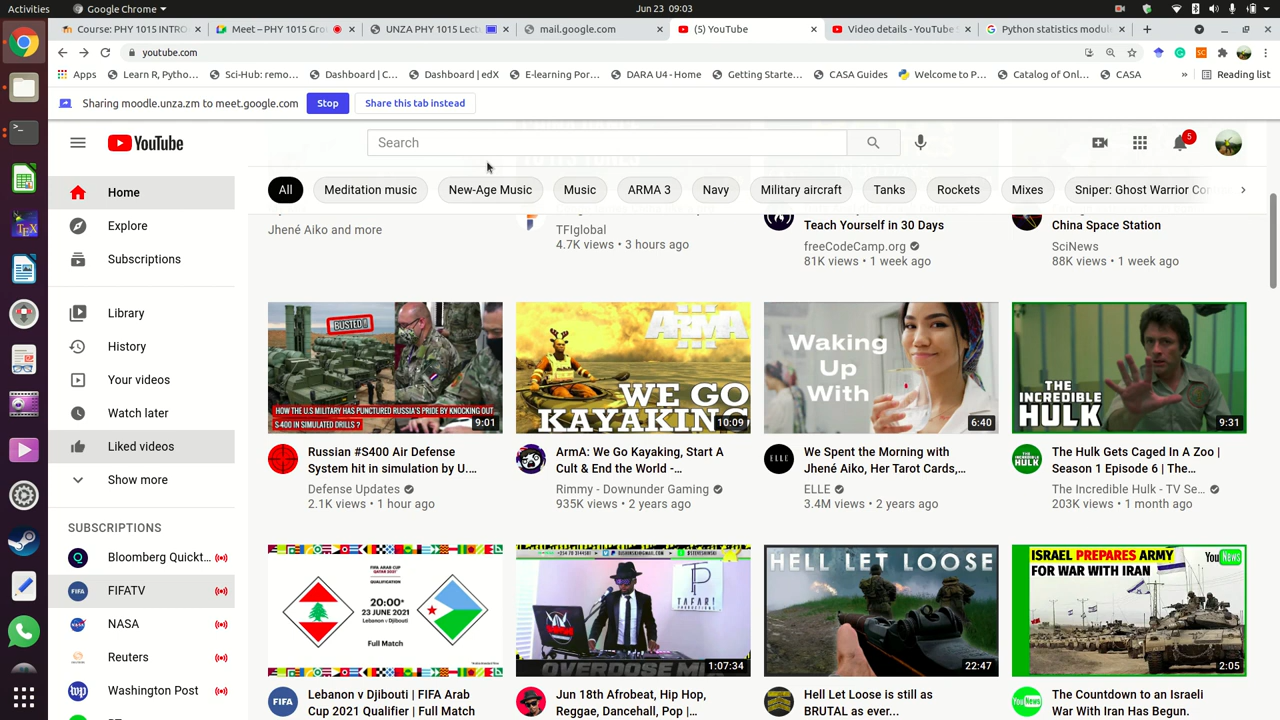 Activities
Google Chrome
Jun 23 09:03
Course: PHY 1015 INTRO
Meet – PHY 1015 Gro
UNZA PHY 1015 Lect
mail.google.com
(5) YouTube
Video details - YouTube S
Python statistics modul
youtube.com
Apps
Learn R, Pytho...
Sci-Hub: remo...
Dashboard | C...
Dashboard | edX
E-learning Por...
DARA U4 - Home
Getting Starte...
CASA Guides
Welcome to P...
Catalog of Onl...
CASA
»
Reading list
Sharing moodle.unza.zm to meet.google.com
Stop
Share this tab instead
YouTube
Search
5
All
Meditation music
New-Age Music
Music
ARMA 3
Navy
Military aircraft
Tanks
Rockets
Mixes
Sniper: Ghost Warrior Con
Home
Explore
Subscriptions
Library
History
Your videos
Watch later
Liked videos
Show more
SUBSCRIPTIONS
Bloomberg Quickt...
FIFATV
NASA
Reuters
Washington Post
Jhené Aiko and more
TFIglobal
4.7K views • 3 hours ago
Teach Yourself in 30 Days
freeCodeCamp.org
81K views • 1 week ago
China Space Station
SciNews
88K views • 1 week ago
BUSTED
HOW THE U.S MILITARY HAS PUNCTURED RUSSIA'S PRIDE BY KNOCKING OUT
S-400 IN SIMULATED DRILLS ?
9:01
Russian #S400 Air Defense
System hit in simulation by U....
Defense Updates
2.1K views • 1 hour ago
ARMA
WE GO
KAYAKING
10:09
ArmA: We Go Kayaking, Start A
Cult & End the World -...
Rimmy - Downunder Gaming
935K views • 2 years ago
Waking
Up
With
6:40
ELLE
We Spent the Morning with
Jhené Aiko, Her Tarot Cards,...
ELLE
3.4M views • 2 years ago
THE
INCREDIBLE
HULK
9:31
The Hulk Gets Caged In A Zoo |
Season 1 Episode 6 | The...
The Incredible Hulk - TV Se...
203K views • 1 month ago
FIFA ARAB CUP
QATAR 2021
QUALIFICATION
20:00*
23 JUNE 2021
Lebanon v Djibouti
Full Match
FIFA
Lebanon v Djibouti | FIFA Arab
Cup 2021 Qualifier | Full Match
TAFARI
OVERDOSE MI
1:07:34
Jun 18th Afrobeat, Hip Hop,
Reggae, Dancehall, Pop |...
HELL LET LOOSE
22:47
Hell Let Loose is still as
BRUTAL as ever...
ISRAEL PREPARES ARMY
FOR WAR WITH IRAN
YouNews
2:05
The Countdown to an Israeli
War With Iran Has Begun.